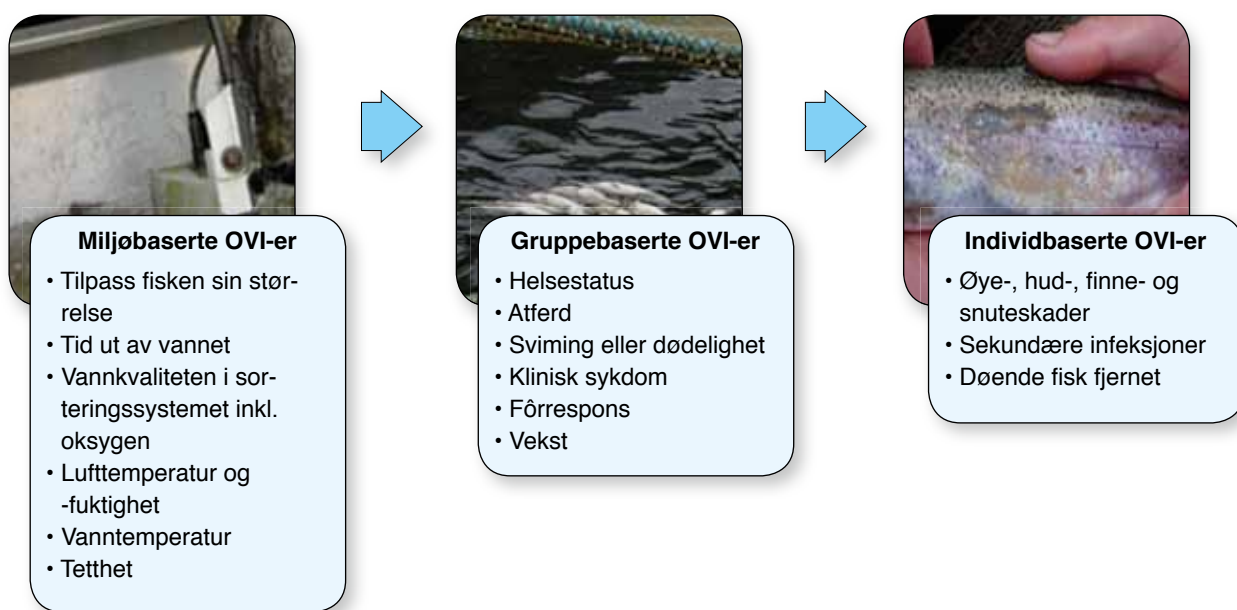 Miljøbaserte OVI-er
• Tilpass fisken sin stør-
relse
• Tid ut av vannet
• Vannkvaliteten i sor-
teringssystemet inkl.
oksygen
• Lufttemperatur og
-fuktighet
• Vanntemperatur
• Tetthet
Gruppebaserte OVI-er
• Helsestatus
• Atferd
• Sviming eller dødelighet
• Klinisk sykdom
• Fôrrespons
• Vekst
Individbaserte OVI-er
• Øye-, hud-, finne- og
snuteskader
• Sekundære infeksjoner
• Døende fisk fjernet